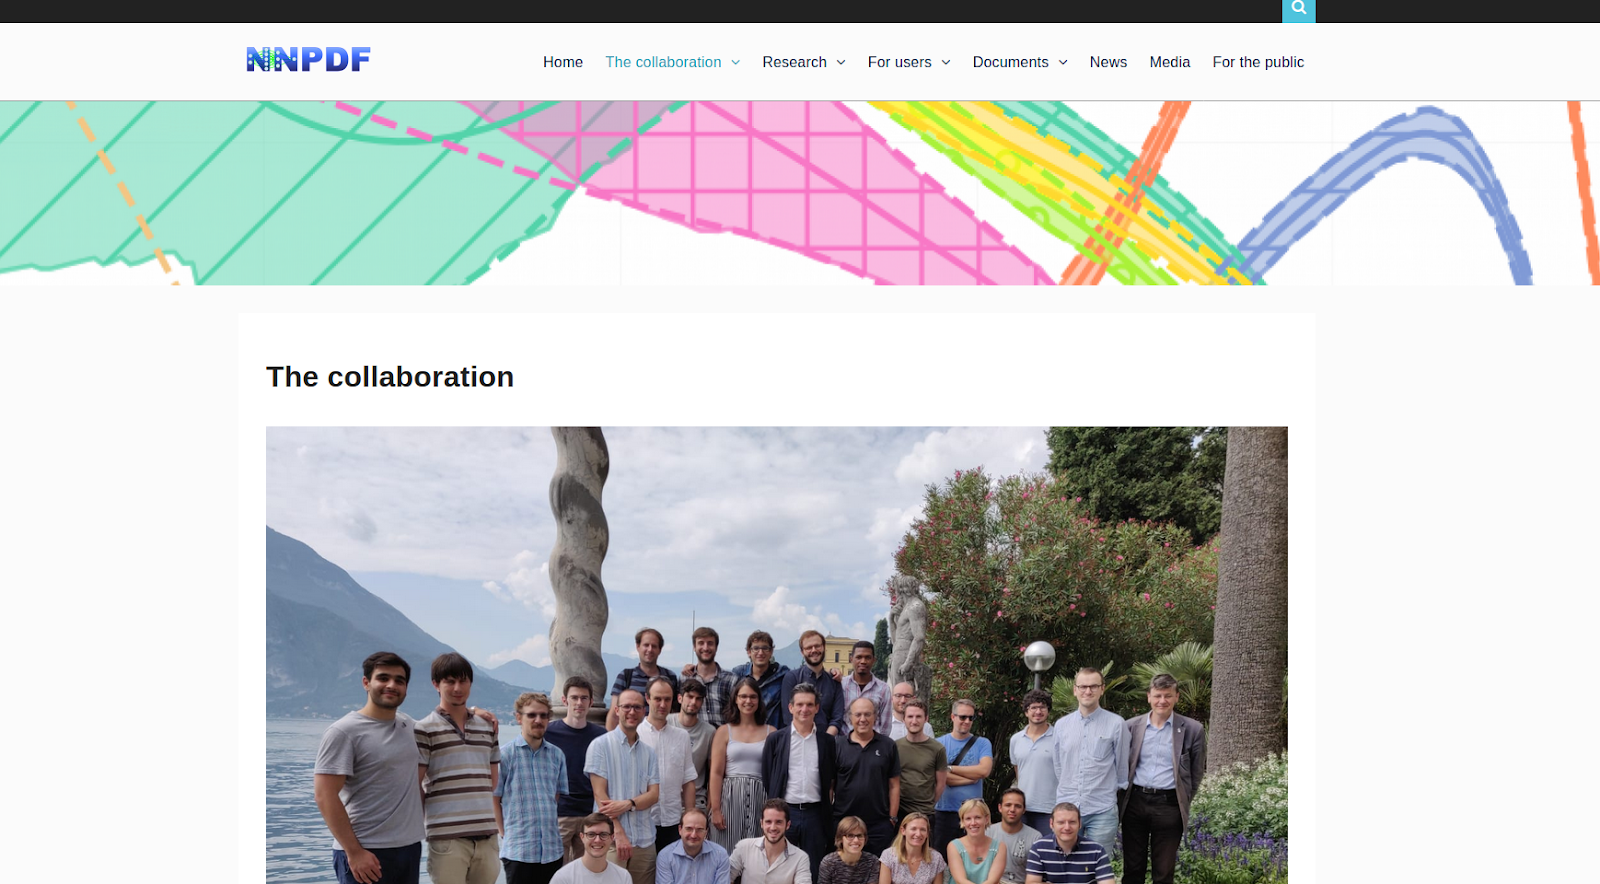 NNPDF
Home The collaboration Research For users Documents News Media For the public
The collaboration